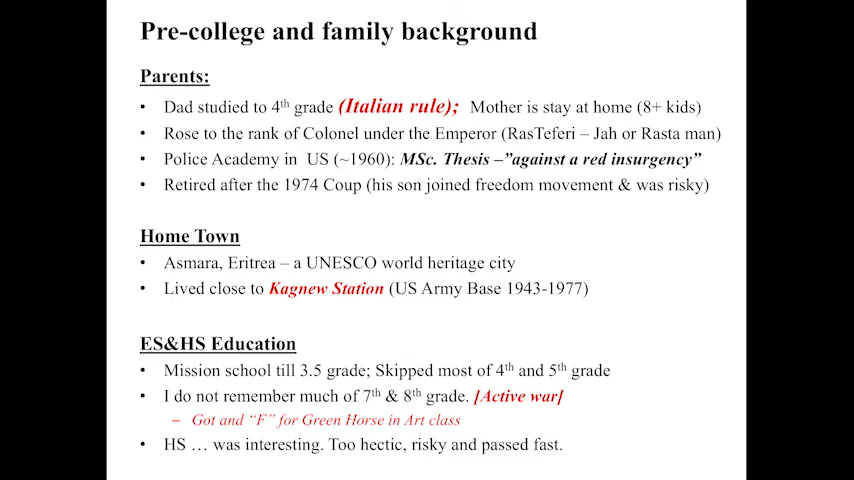 Pre-college and family background
Parents:
• Dad studied to 4th grade (Italian rule); Mother is stay at home (8+ kids)
• Rose to the rank of Colonel under the Emperor (RasTeferi – Jah or Rasta man)
• Police Academy in US (~1960): MSc. Thesis –”against a red insurgency”
• Retired after the 1974 Coup (his son joined freedom movement & was risky)
Home Town
• Asmara, Eritrea – a UNESCO world heritage city
• Lived close to Kagnew Station (US Army Base 1943-1977)
ES&HS Education
• Mission school till 3.5 grade; Skipped most of 4th and 5th grade
• I do not remember much of 7th & 8th grade. [Active war]
– Got and “F” for Green Horse in Art class
• HS … was interesting. Too hectic, risky and passed fast.